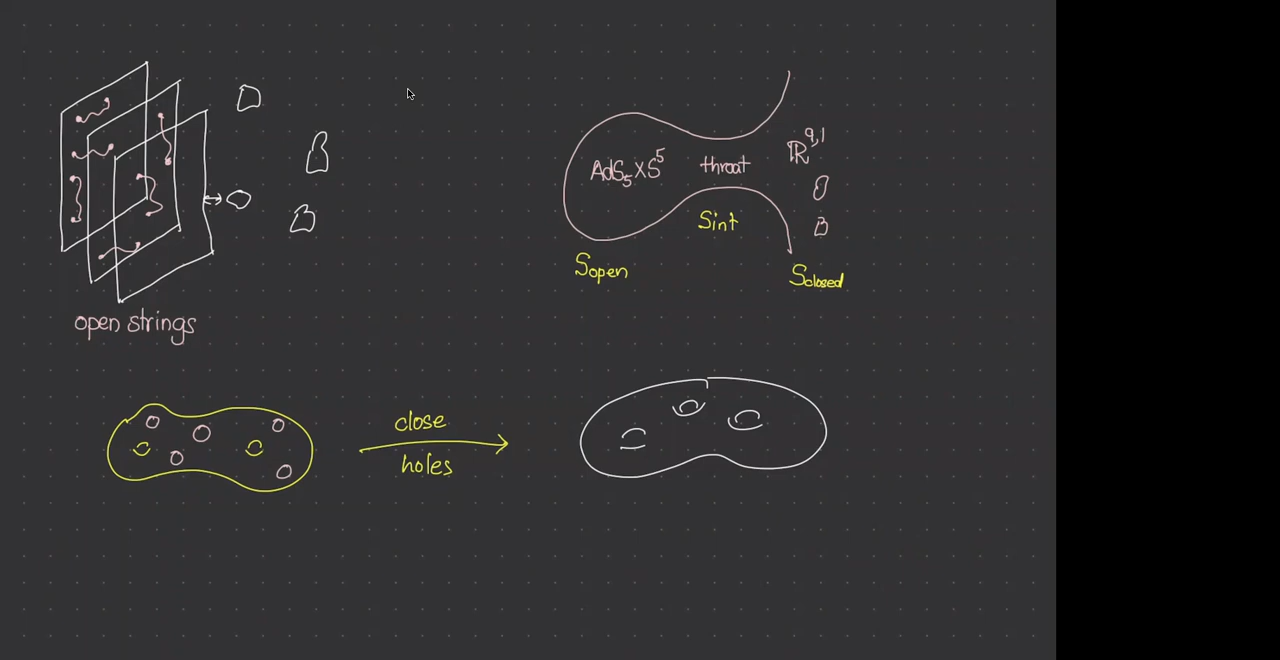 open strings
AdS₅×S⁵
throat
ℝ⁹,¹
Sint
Sopen
Sclosed
close
holes